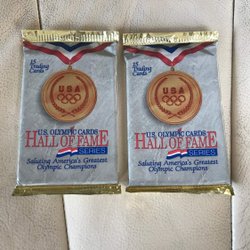 15
Trading
Cards
USA
U.S. OLYMPIC CARDS
HALL OF FAME
SERIES
Saluting America's Greatest
Olympic Champions
15
Trading
Cards
USA
U.S. OLYMPIC CARDS
HALL OF FAME
SERIES
Saluting America's Greatest
Olympic Champions